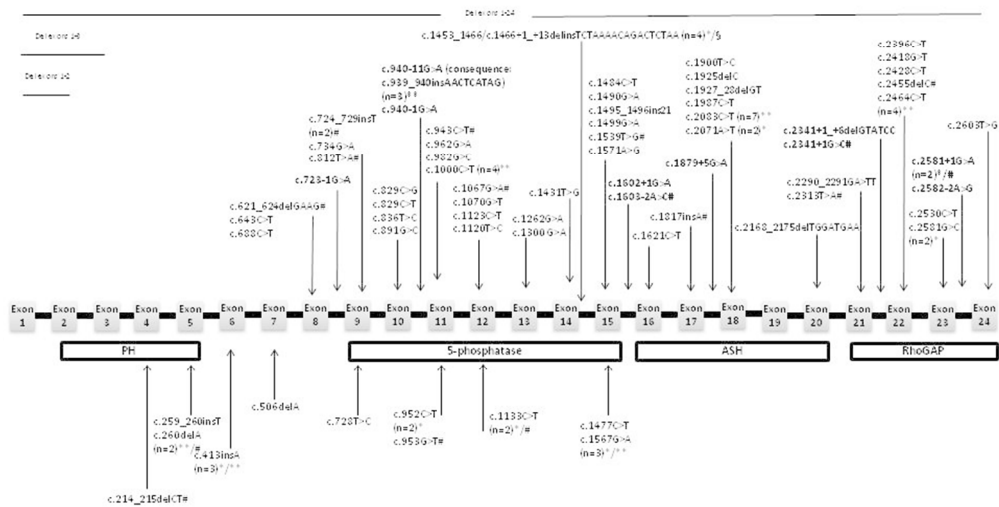 Del exons 1-24
Del exons 1-8
Del exons 1-2
c.1453_1466/c.1466+1_+13delinsTCTAAAACAGACTCTAA (n=4)*/§
c.940-11G>A (consequence:
c.939_940insAACTCATAG)
(n=3)**
c.940-1G>A
c.724_729insT
(n=2)#
c.734G>A
c.812T>A#
c.723-1G>A
c.621_624delGAAG#
c.643C>T
c.688C>T
c.829C>G
c.829C>T
c.836T>C
c.891G>C
c.943C>T#
c.962G>A
c.982G>C
c.1000C>T (n=4)**
c.1067G>A#
c.1070G>T
c.1123C>T
c.1120T>C
c.1262G>A
c.1300G>A
c.1431T>G
c.1484C>T
c.1490G>A
c.1495_1496ins21
c.1499G>A
c.1539T>G#
c.1571A>G
c.1602+1G>A
c.1603-2A>C#
c.1621C>T
c.1817insA#
c.1879+5G>A
c.1900T>C
c.1925delC
c.1927_28delGT
c.1987C>T
c.2083C>T (n=7)**
c.2071A>T (n=2)*
c.2168_2175delTGGATGAA
c.2290_2291GA>TT
c.2313T>A#
c.2341+1_+6delGTATCC
c.2341+1G>C#
c.2396C>T
c.2418G>T
c.2428C>T
c.2455delC#
c.2464C>T
(n=4)**
c.2530C>T
c.2581G>C
(n=2)*
c.2581+1G>A
(n=2)‡/#
c.2582-2A>G
c.2603T>G
Exon 1
Exon 2
Exon 3
Exon 4
Exon 5
Exon 6
Exon 7
Exon 8
Exon 9
Exon 10
Exon 11
Exon 12
Exon 13
Exon 14
Exon 15
Exon 16
Exon 17
Exon 18
Exon 19
Exon 20
Exon 21
Exon 22
Exon 23
Exon 24
PH
5-phosphatase
ASH
RhoGAP
c.214_215delCT#
c.259_260insT
c.260delA
(n=2)**/#
c.413insA
(n=3)*/**
c.506delA
c.728T>C
c.952C>T
(n=2)*
c.953G>T#
c.1133C>T
(n=2)*/#
c.1477C>T
c.1567G>A
(n=3)*/**